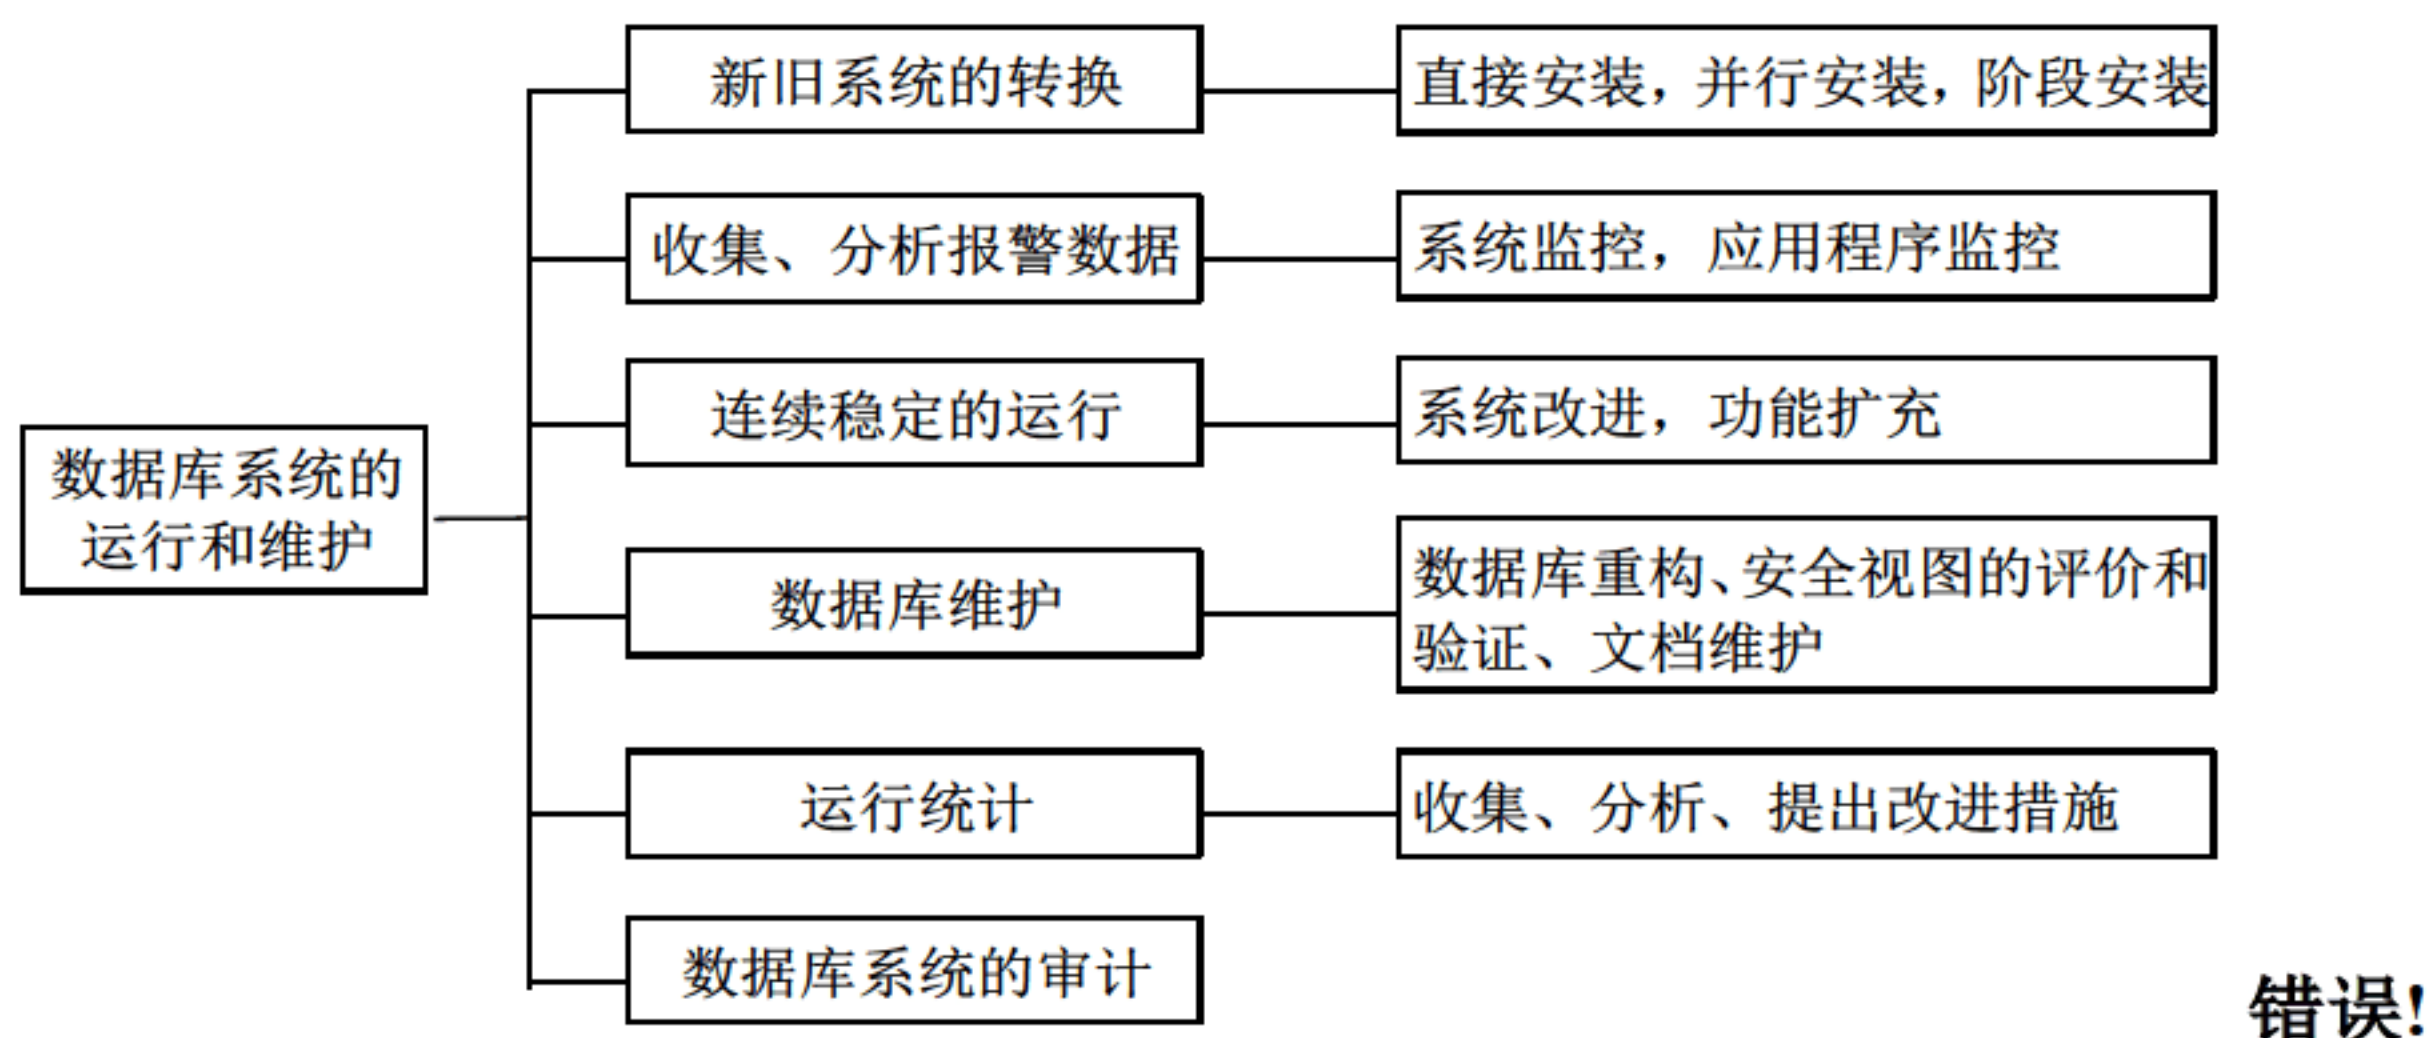 新旧系统的转换
直接安装，并行安装，阶段安装
收集、分析报警数据
系统监控，应用程序监控
连续稳定的运行
系统改进，功能扩充
数据库系统的
运行和维护
数据库维护
数据库重构、安全视图的评价和
验证、文档维护
运行统计
收集、分析、提出改进措施
数据库系统的审计
错误!